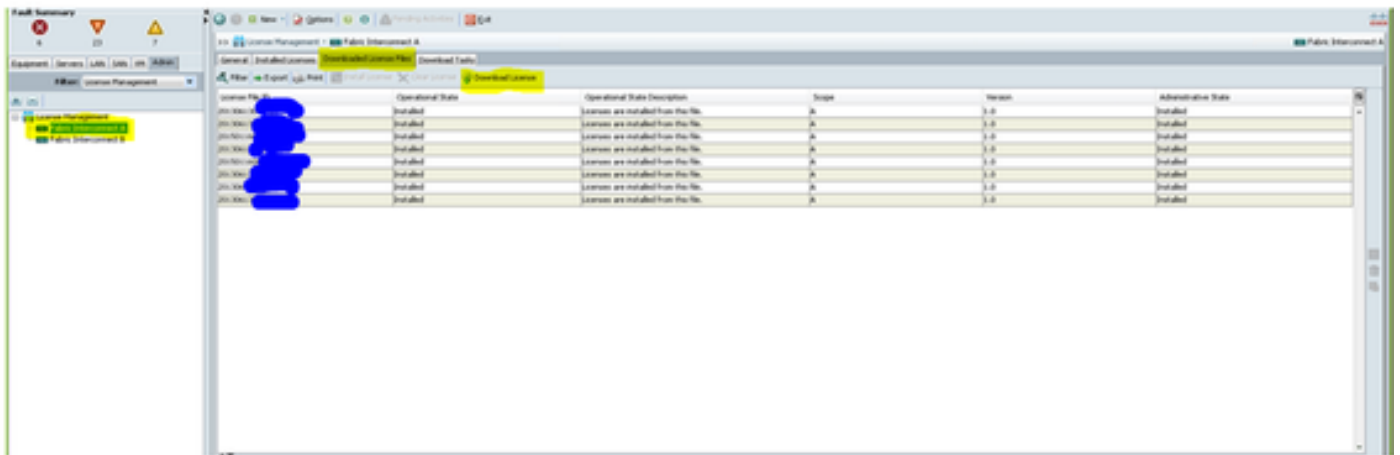 Fault Summary
6 23 7
New Options Pending Activities Exit
>> License Management Fabric Interconnect A
Fabric Interconnect A
Equipment Servers LAN SAN VM Admin
General Installed Licenses Downloaded License Files Download Tasks
Filter: License Management
Filter Export Print Install License Clear License Download License
License File ID Operational State Operational State Description Scope Version Administrative State
License Management
Fabric Interconnect A
Fabric Interconnect B
Installed Licenses are installed from this file. A 1.0 Installed
Installed Licenses are installed from this file. A 1.0 Installed
Installed Licenses are installed from this file. A 1.0 Installed
Installed Licenses are installed from this file. A 1.0 Installed
Installed Licenses are installed from this file. A 1.0 Installed
Installed Licenses are installed from this file. A 1.0 Installed
Installed Licenses are installed from this file. A 1.0 Installed
Installed Licenses are installed from this file. A 1.0 Installed